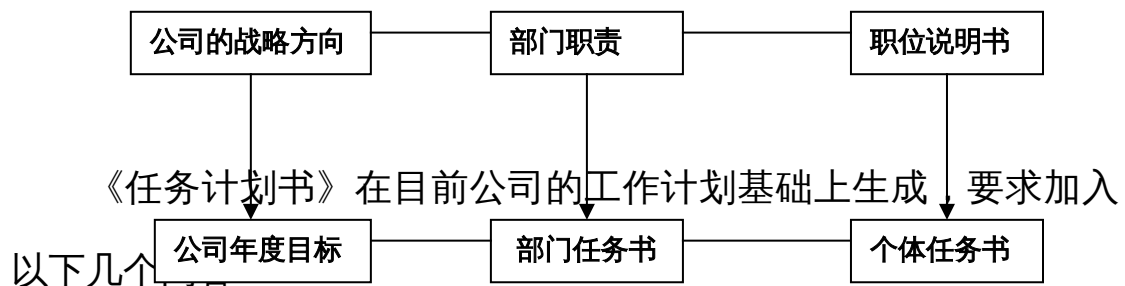 公司的战略方向 部门职责 职位说明书
《任务计划书》在目前公司的工作计划基础上生成，要求加入
公司年度目标 部门任务书 个体任务书
以下几个